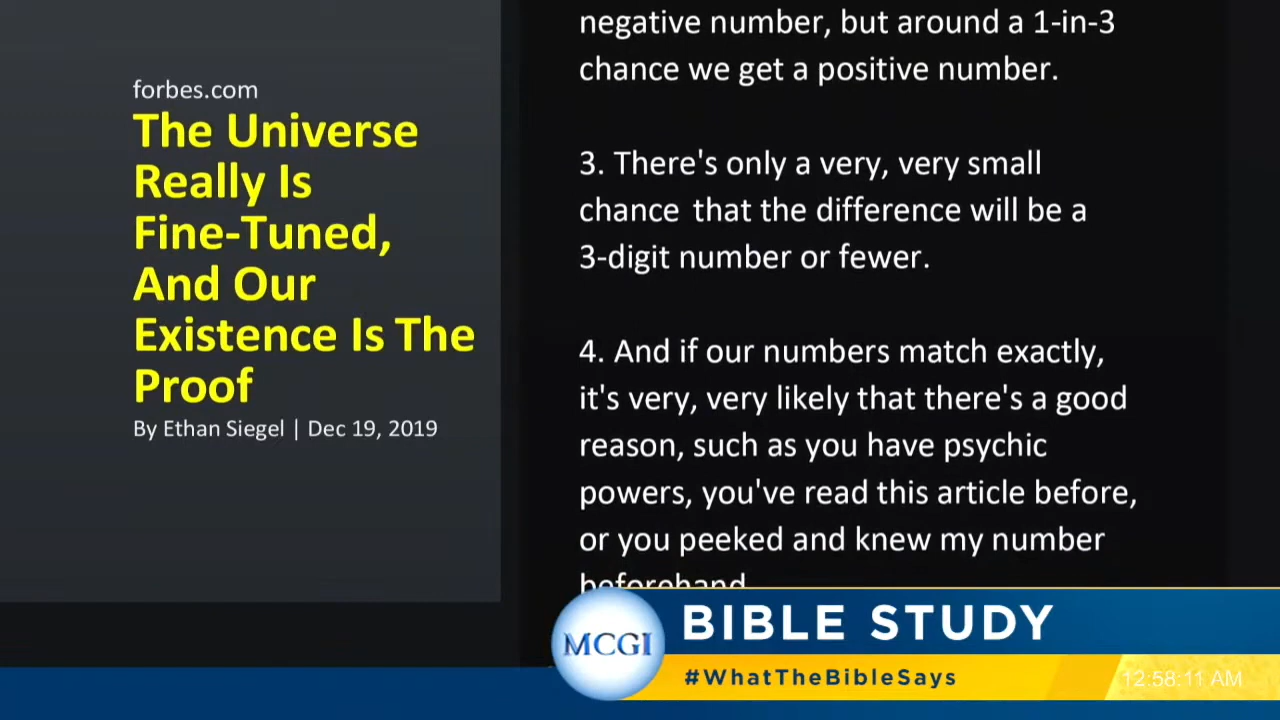 forbes.com
The Universe
Really Is
Fine-Tuned,
And Our
Existence Is The
Proof
By Ethan Siegel | Dec 19, 2019
negative number, but around a 1-in-3
chance we get a positive number.
3. There's only a very, very small
chance that the difference will be a
3-digit number or fewer.
4. And if our numbers match exactly,
it's very, very likely that there's a good
reason, such as you have psychic
powers, you've read this article before,
or you peeked and knew my number
beforehand.
MCGI
BIBLE STUDY
#WhatTheBibleSays
12:58:11 AM